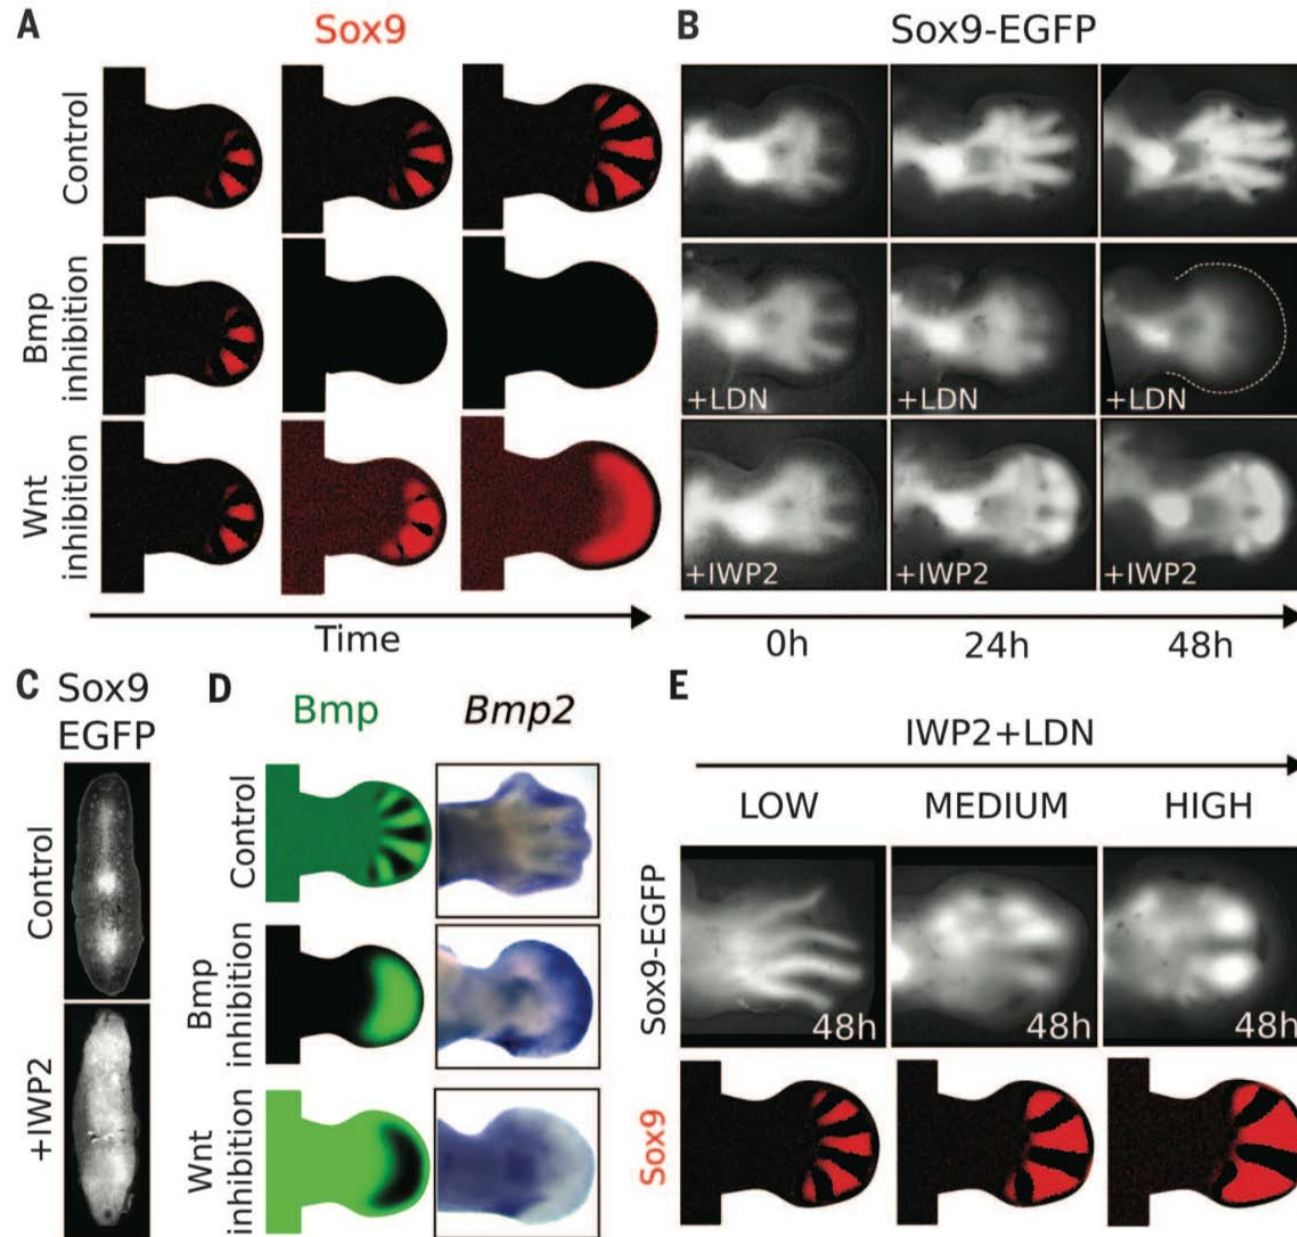 A
Sox9
Control
Bmp
inhibition
Wnt
inhibition
Time
B
Sox9-EGFP
+LDN
+LDN
+LDN
+IWP2
+IWP2
+IWP2
0h
24h
48h
C
Sox9
EGFP
Control
+IWP2
D
Bmp
Bmp2
Control
Bmp
inhibition
Wnt
inhibition
E
IWP2+LDN
LOW
MEDIUM
HIGH
Sox9-EGFP
48h
48h
48h
Sox9